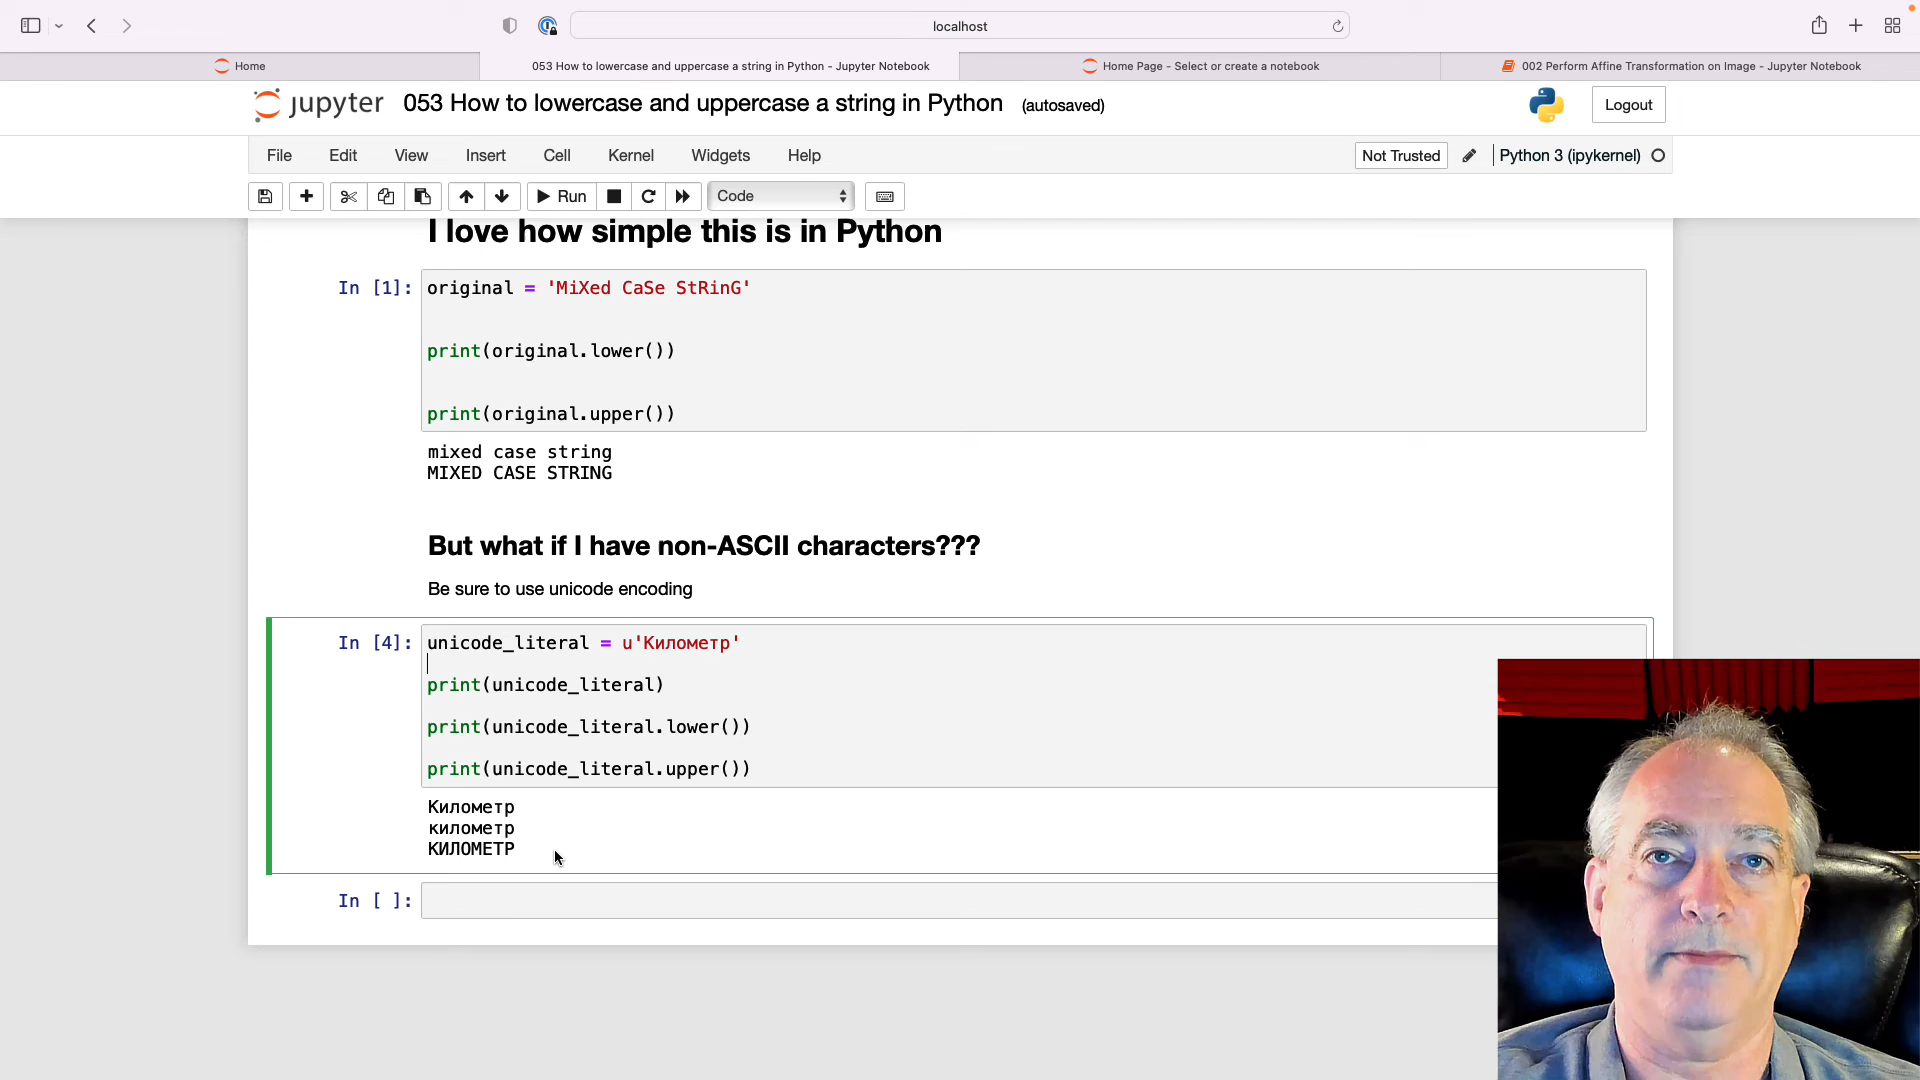 localhost
Home
053 How to lowercase and uppercase a string in Python - Jupyter Notebook
Home Page - Select or create a notebook
002 Perform Affine Transformation on Image - Jupyter Notebook
jupyter 053 How to lowercase and uppercase a string in Python (autosaved)
Logout
File Edit View Insert Cell Kernel Widgets Help
Not Trusted
Python 3 (ipykernel)
Run
Code
I love how simple this is in Python
In [1]: original = 'MiXed CaSe StRinG'
print(original.lower())
print(original.upper())
mixed case string
MIXED CASE STRING
But what if I have non-ASCII characters???
Be sure to use unicode encoding
In [4]: unicode_literal = u'Километр'
print(unicode_literal)
print(unicode_literal.lower())
print(unicode_literal.upper())
Километр
километр
КИЛОМЕТР
In [ ]: